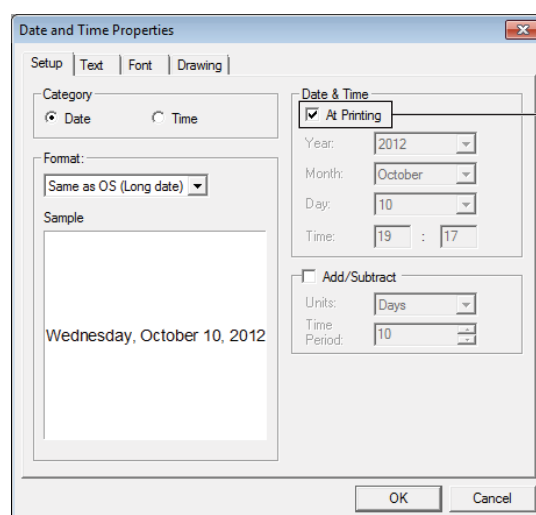 Date and Time Properties
Setup Text Font Drawing
Category
Date Time
Format:
Same as OS (Long date)
Sample
Wednesday, October 10, 2012
Date & Time
At Printing
Year: 2012
Month: October
Day: 10
Time: 19 : 17
Add/Subtract
Units: Days
Time
Period: 10
OK Cancel